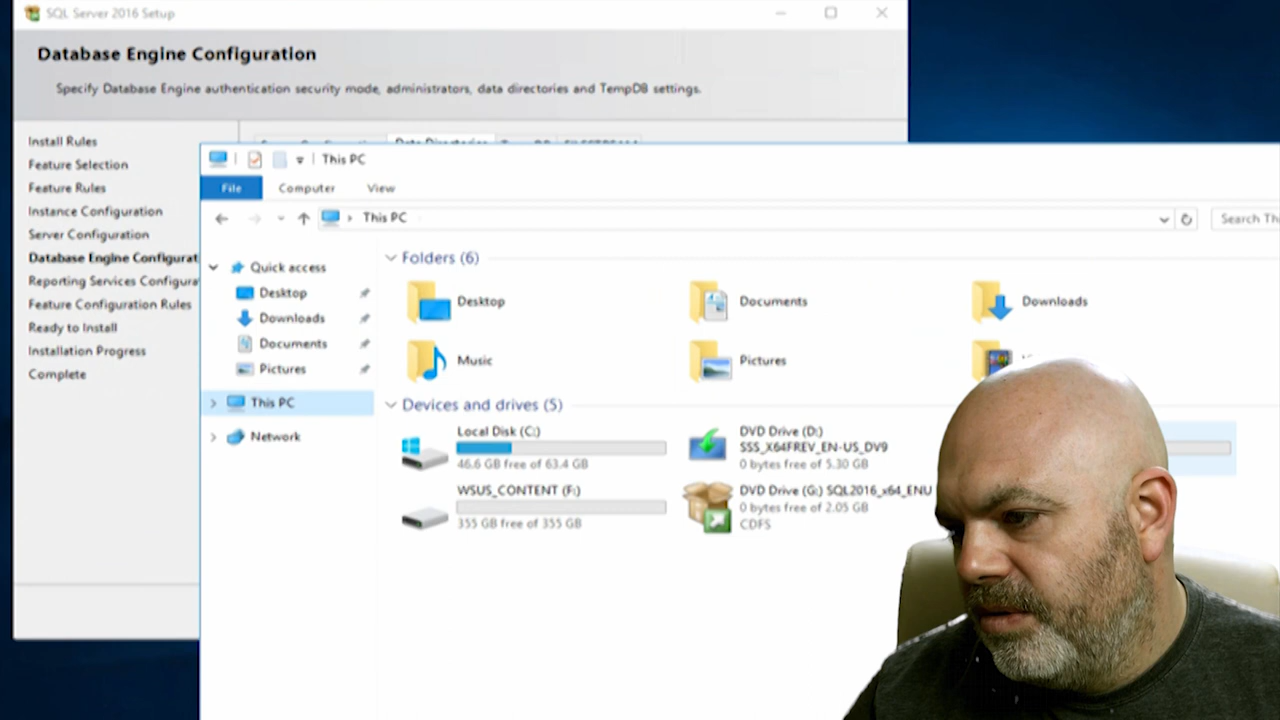 SQL Server 2016 Setup
Database Engine Configuration
Specify Database Engine authentication security mode, administrators, data directories and TempDB settings.
Install Rules
Feature Selection
Feature Rules
Instance Configuration
Server Configuration
Database Engine Configurat
Reporting Services Configura
Feature Configuration Rules
Ready to Install
Installation Progress
Complete
Data Directories
This PC
File Computer View
This PC
Search Th
Quick access
Desktop
Downloads
Documents
Pictures
This PC
Network
Folders (6)
Desktop Documents Downloads
Music Pictures
Devices and drives (5)
Local Disk (C:)
46.6 GB free of 63.4 GB
DVD Drive (D:)
SSS_X64FREV_EN-US_DV9
0 bytes free of 5.30 GB
WSUS_CONTENT (F:)
355 GB free of 355 GB
DVD Drive (G:) SQL2016_x64_ENU
0 bytes free of 2.05 GB
CDFS